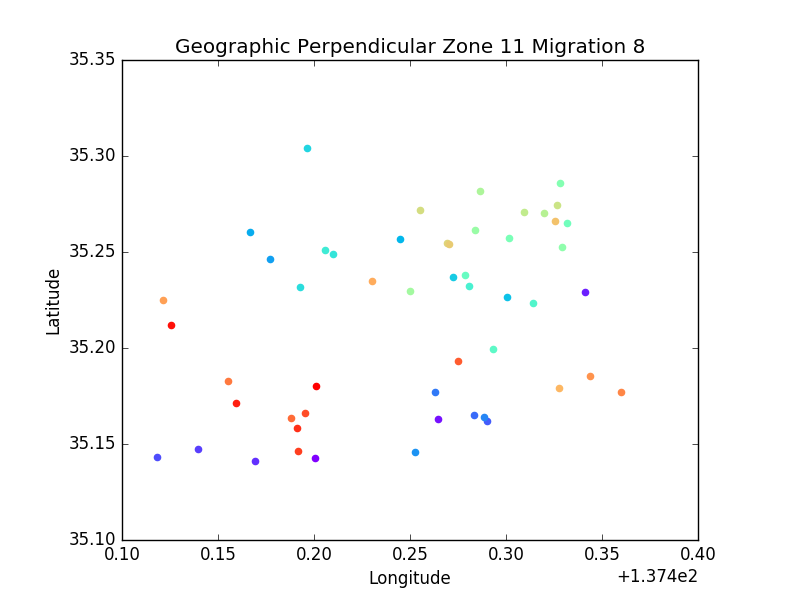 Geographic Perpendicular Zone 11 Migration 8
35.35
35.30
35.25
35.20
35.15
35.10
Latitude
0.10 0.15 0.20 0.25 0.30 0.35 0.40
Longitude
+1.374e2